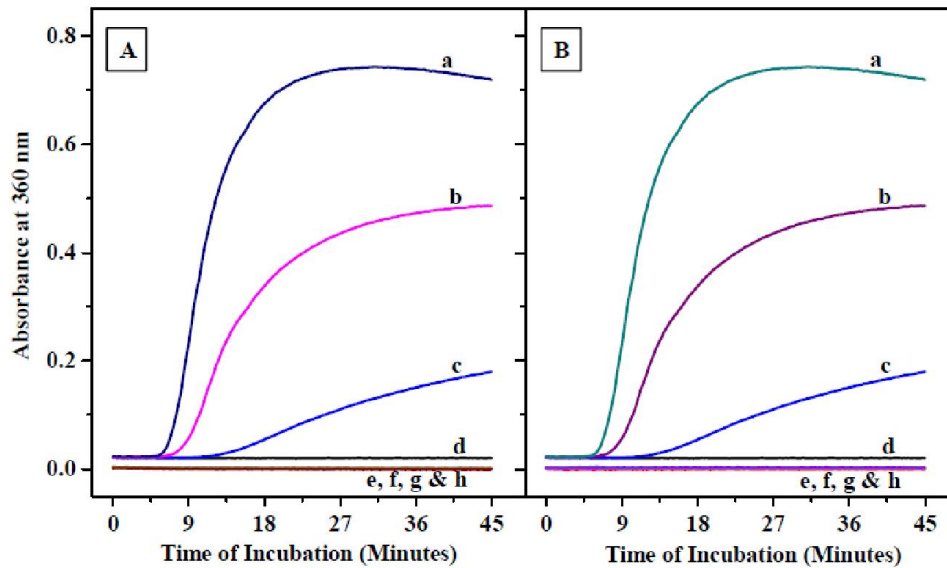 A
B
a
a
b
b
c
c
d
d
e, f, g & h
e, f, g & h
0.8
0.6
0.4
0.2
0.0
Absorbance at 360 nm
0 9 18 27 36 45
0 9 18 27 36 45
Time of Incubation (Minutes)
Time of Incubation (Minutes)